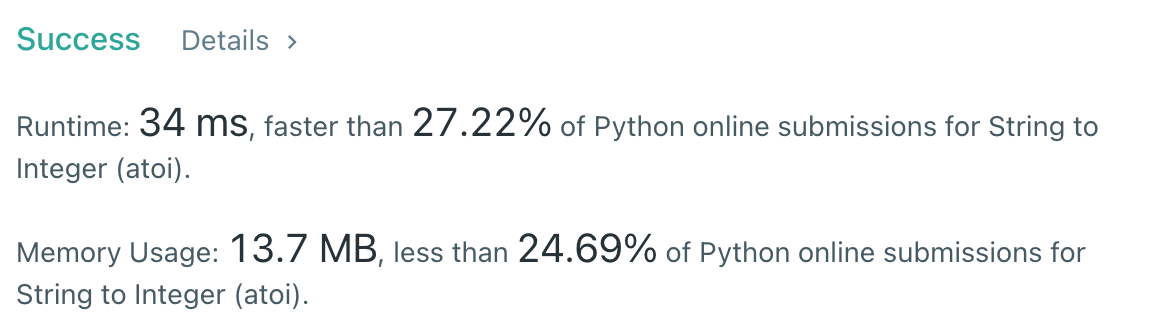 Success Details >
Runtime: 34 ms, faster than 27.22% of Python online submissions for String to
Integer (atoi).
Memory Usage: 13.7 MB, less than 24.69% of Python online submissions for
String to Integer (atoi).